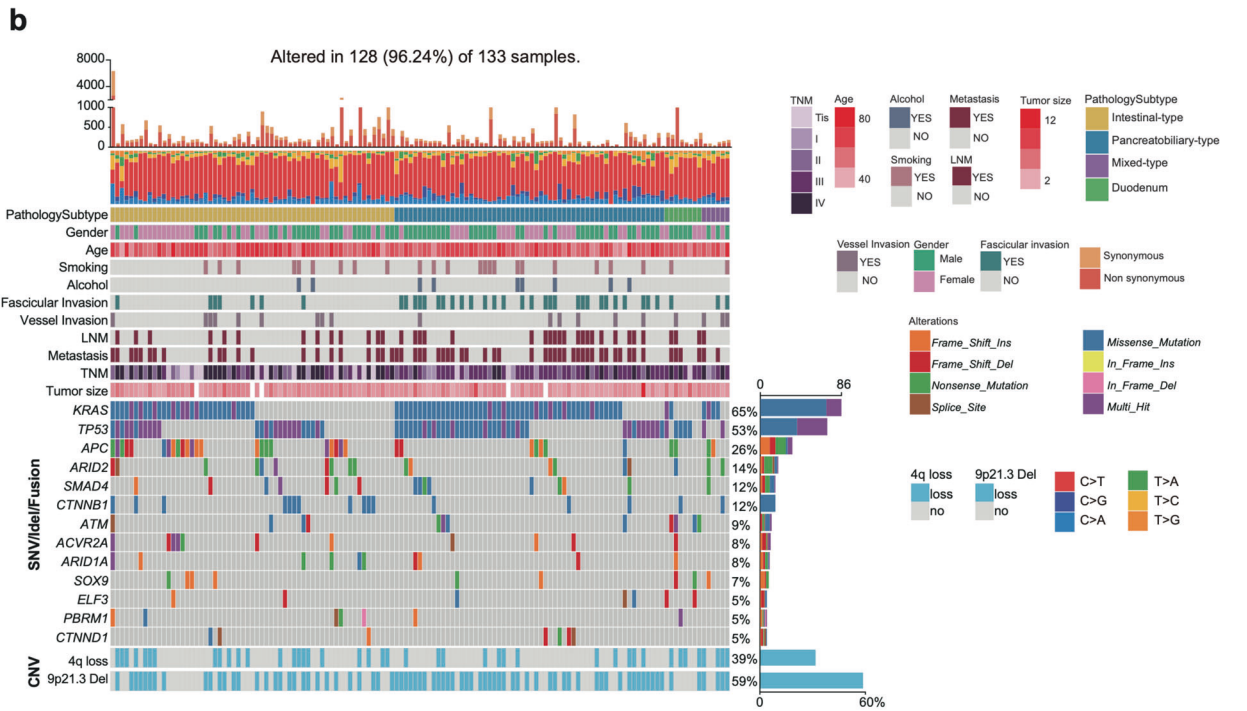 b
Altered in 128 (96.24%) of 133 samples.
8000
4000
1000
500
0
PathologySubtype
Gender
Age
Smoking
Alcohol
Fascicular Invasion
Vessel Invasion
LNM
Metastasis
TNM
Tumor size
0 86
SNV/Idel/Fusion
KRAS 65%
TP53 53%
APC 26%
ARID2 14%
SMAD4 12%
CTNNB1 12%
ATM 9%
ACVR2A 8%
ARID1A 8%
SOX9 7%
ELF3 5%
PBRM1 5%
CTNND1 5%
CNV
4q loss 39%
9p21.3 Del 59%
0 60%
TNM
Tis
I
II
III
IV
Age
80
40
Alcohol
YES
NO
Smoking
YES
NO
Metastasis
YES
NO
LNM
YES
NO
Tumor size
12
2
PathologySubtype
Intestinal-type
Pancreatobiliary-type
Mixed-type
Duodenum
Vessel Invasion
YES
NO
Gender
Male
Female
Fascicular invasion
YES
NO
Synonymous
Non synonymous
Alterations
Frame_Shift_Ins
Frame_Shift_Del
Nonsense_Mutation
Splice_Site
Missense_Mutation
In_Frame_Ins
In_Frame_Del
Multi_Hit
4q loss
loss
no
9p21.3 Del
loss
no
C>T
C>G
C>A
T>A
T>C
T>G